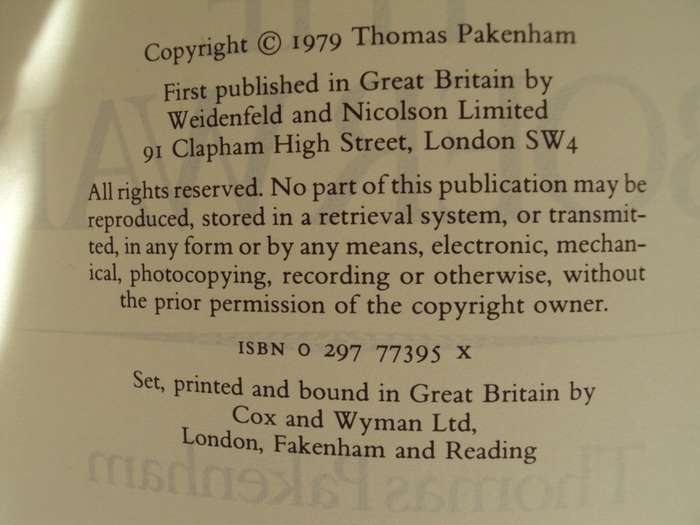 Copyright © 1979 Thomas Pakenham
First published in Great Britain by
Weidenfeld and Nicolson Limited
91 Clapham High Street, London SW4
All rights reserved. No part of this publication may be
reproduced, stored in a retrieval system, or transmit-
ted, in any form or by any means, electronic, mechan-
ical, photocopying, recording or otherwise, without
the prior permission of the copyright owner.
ISBN 0 297 77395 X
Set, printed and bound in Great Britain by
Cox and Wyman Ltd,
London, Fakenham and Reading
Thomas Pakenham